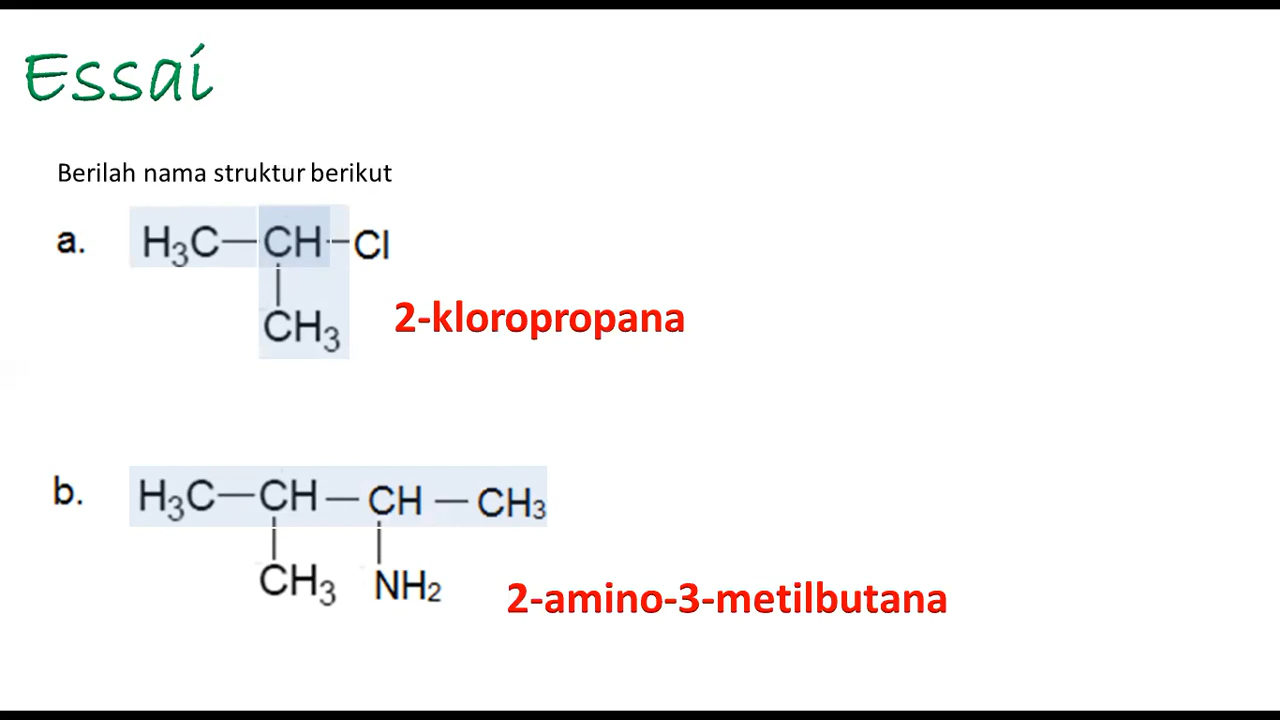 Essai
Berilah nama struktur berikut
a. H₃C—CH—Cl
CH₃
2-kloropropana
b. H₃C—CH—CH—CH₃
CH₃ NH₂
2-amino-3-metilbutana